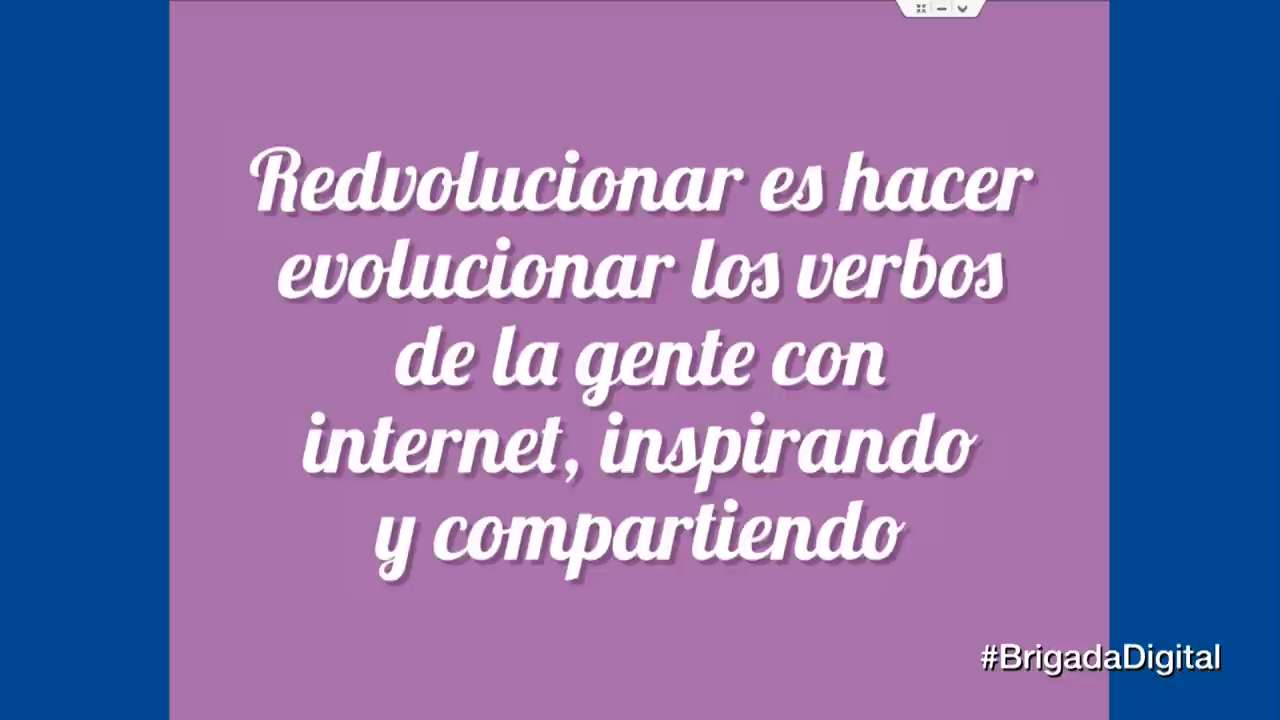 Redvolucionar es hacer
evolucionar los verbos
de la gente con
internet, inspirando
y compartiendo
#BrigadaDigital